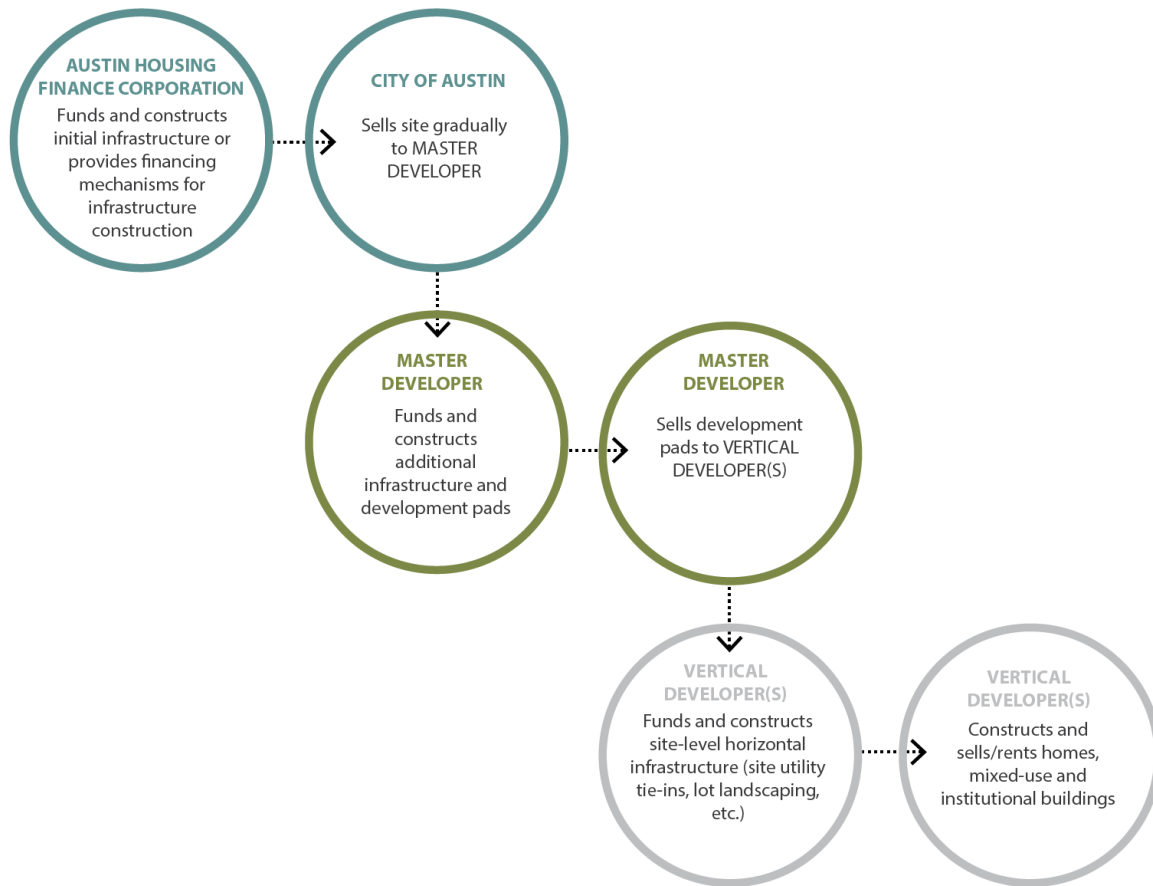 AUSTIN HOUSING
FINANCE CORPORATION
Funds and constructs
initial infrastructure or
provides financing
mechanisms for
infrastructure
construction
CITY OF AUSTIN
Sells site gradually
to MASTER
DEVELOPER
MASTER
DEVELOPER
Funds and
constructs
additional
infrastructure and
development pads
MASTER
DEVELOPER
Sells development
pads to VERTICAL
DEVELOPER(S)
VERTICAL
DEVELOPER(S)
Funds and constructs
site-level horizontal
infrastructure (site utility
tie-ins, lot landscaping,
etc.)
VERTICAL
DEVELOPER(S)
Constructs and
sells/rents homes,
mixed-use and
institutional buildings